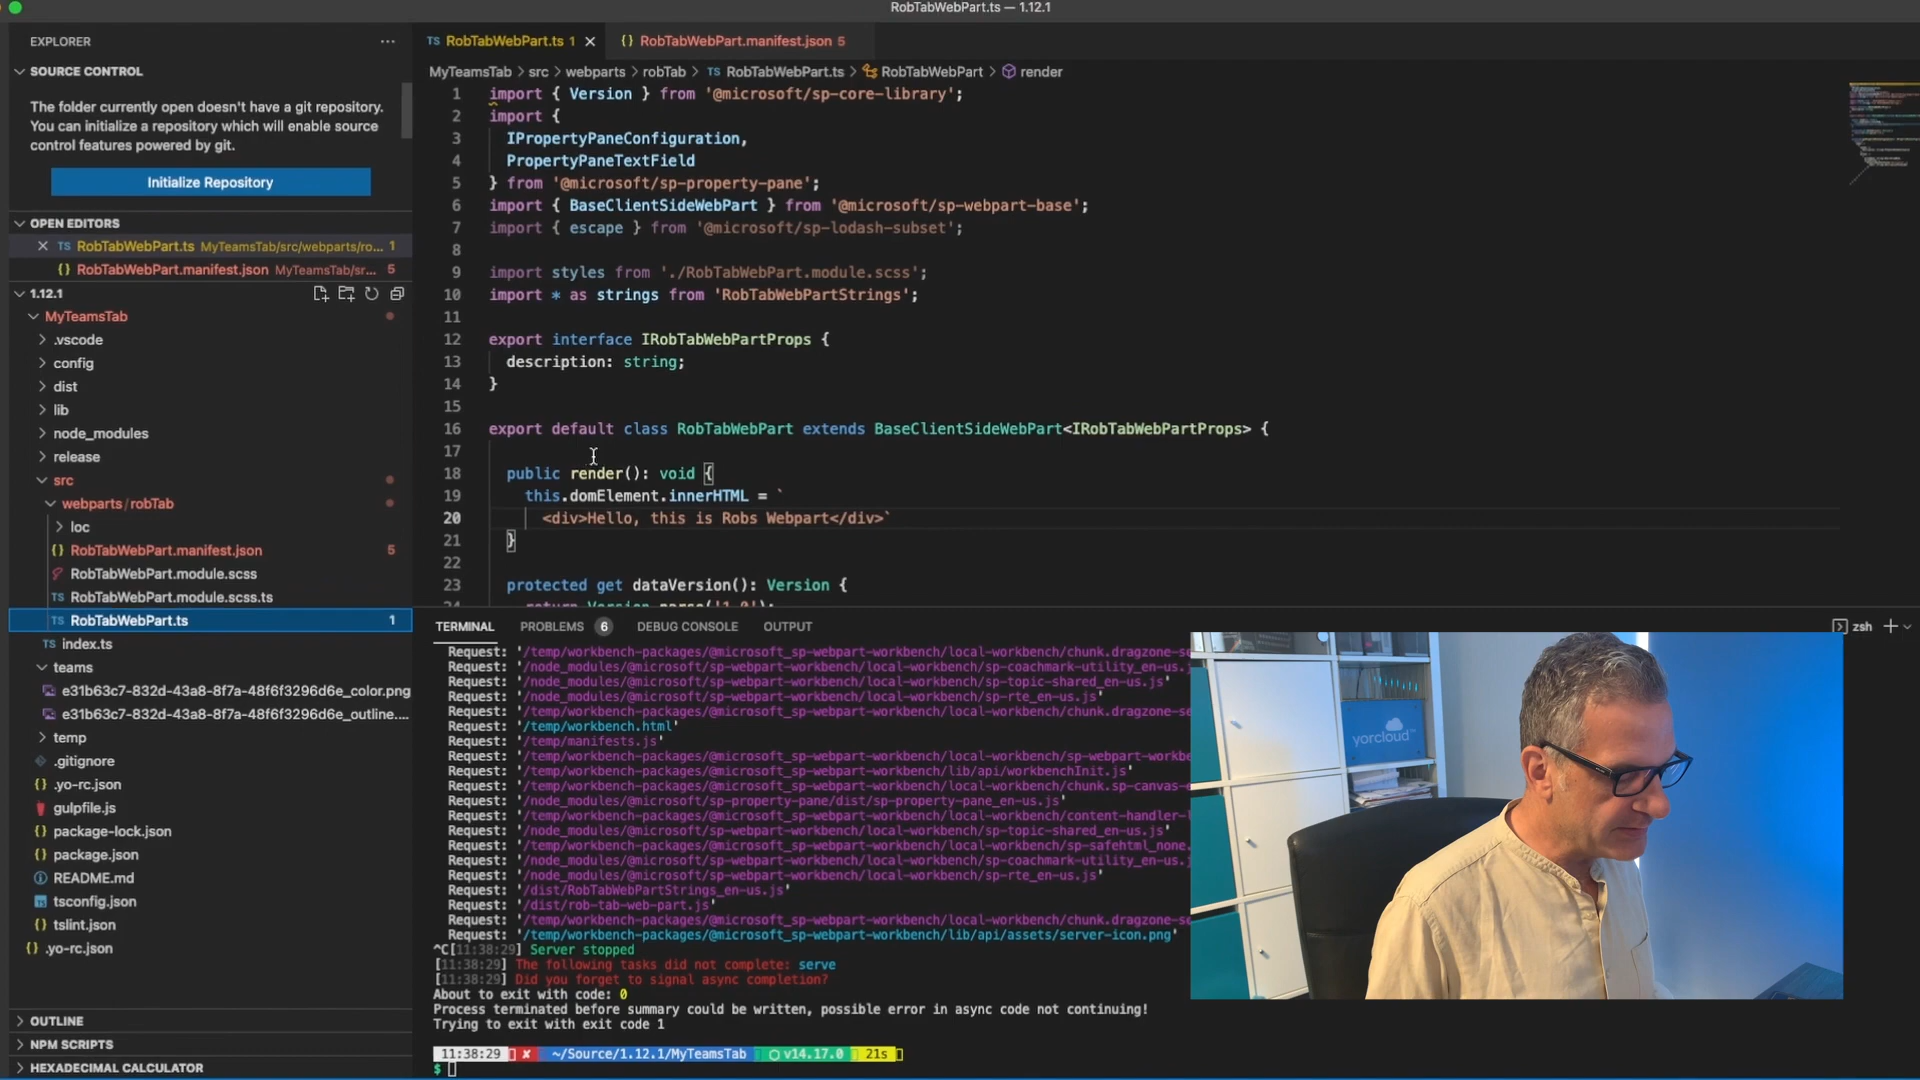 RobTabWebPart.ts — 1.12.1
EXPLORER
SOURCE CONTROL
The folder currently open doesn't have a git repository.
You can initialize a repository which will enable source
control features powered by git.
Initialize Repository
OPEN EDITORS
RobTabWebPart.ts MyTeamsTab/src/webparts/ro... 1
RobTabWebPart.manifest.json MyTeamsTab/sr... 5
1.12.1
MyTeamsTab
.vscode
config
dist
lib
node_modules
release
src
webparts/robTab
loc
RobTabWebPart.manifest.json 5
RobTabWebPart.module.scss
TS RobTabWebPart.module.scss.ts
TS RobTabWebPart.ts 1
TS index.ts
teams
e31b63c7-832d-43a8-8f7a-48f6f3296d6e_color.png
e31b63c7-832d-43a8-8f7a-48f6f3296d6e_outline....
temp
.gitignore
{} .yo-rc.json
gulpfile.js
{} package-lock.json
{} package.json
README.md
tsconfig.json
{} tslint.json
{} .yo-rc.json
OUTLINE
NPM SCRIPTS
HEXADECIMAL CALCULATOR
TS RobTabWebPart.ts 1
{} RobTabWebPart.manifest.json 5
MyTeamsTab > src > webparts > robTab > TS RobTabWebPart.ts > RobTabWebPart > render
1 import { Version } from '@microsoft/sp-core-library';
2 import {
3 IPropertyPaneConfiguration,
4 PropertyPaneTextField
5 } from '@microsoft/sp-property-pane';
6 import { BaseClientSideWebPart } from '@microsoft/sp-webpart-base';
7 import { escape } from '@microsoft/sp-lodash-subset';
8
9 import styles from './RobTabWebPart.module.scss';
10 import * as strings from 'RobTabWebPartStrings';
11
12 export interface IRobTabWebPartProps {
13 description: string;
14 }
15
16 export default class RobTabWebPart extends BaseClientSideWebPart<IRobTabWebPartProps> {
17
18 public render(): void {
19 this.domElement.innerHTML = `
20 <div>Hello, this is Robs Webpart</div>`
21 }
22
23 protected get dataVersion(): Version {
24 return Version.parse('1.0');
TERMINAL PROBLEMS 6 DEBUG CONSOLE OUTPUT
zsh
Request: '/temp/workbench-packages/@microsoft_sp-webpart-workbench/local-workbench/chunk.dragzone-se
Request: '/node_modules/@microsoft/sp-webpart-workbench/local-workbench/sp-coachmark-utility_en-us.j
Request: '/node_modules/@microsoft/sp-webpart-workbench/local-workbench/sp-topic-shared_en-us.js'
Request: '/node_modules/@microsoft/sp-webpart-workbench/local-workbench/sp-rte_en-us.js'
Request: '/temp/workbench-packages/@microsoft_sp-webpart-workbench/local-workbench/chunk.dragzone-se
Request: '/temp/workbench.html'
Request: '/temp/manifests.js'
Request: '/temp/workbench-packages/@microsoft_sp-webpart-workbench/local-workbench/sp-webpart-workbe
Request: '/temp/workbench-packages/@microsoft_sp-webpart-workbench/lib/api/workbenchInit.js'
Request: '/temp/workbench-packages/@microsoft_sp-webpart-workbench/local-workbench/chunk.sp-canvas-e
Request: '/node_modules/@microsoft/sp-property-pane/dist/sp-property-pane_en-us.js'
Request: '/temp/workbench-packages/@microsoft_sp-webpart-workbench/local-workbench/content-handler-l
Request: '/node_modules/@microsoft/sp-webpart-workbench/local-workbench/sp-topic-shared_en-us.js'
Request: '/temp/workbench-packages/@microsoft_sp-webpart-workbench/local-workbench/sp-safehtml_none.
Request: '/node_modules/@microsoft/sp-webpart-workbench/local-workbench/sp-coachmark-utility_en-us.j
Request: '/node_modules/@microsoft/sp-webpart-workbench/local-workbench/sp-rte_en-us.js'
Request: '/dist/RobTabWebPartStrings_en-us.js'
Request: '/dist/rob-tab-web-part.js'
Request: '/temp/workbench-packages/@microsoft_sp-webpart-workbench/local-workbench/chunk.dragzone-se
Request: '/temp/workbench-packages/@microsoft_sp-webpart-workbench/lib/api/assets/server-icon.png'
^C[11:38:29] Server stopped
[11:38:29] The following tasks did not complete: serve
[11:38:29] Did you forget to signal async completion?
About to exit with code: 0
Process terminated before summary could be written, possible error in async code not continuing!
Trying to exit with exit code 1
11:38:29 ✘ ~/Source/1.12.1/MyTeamsTab v14.17.0 21s
$
yorcloud